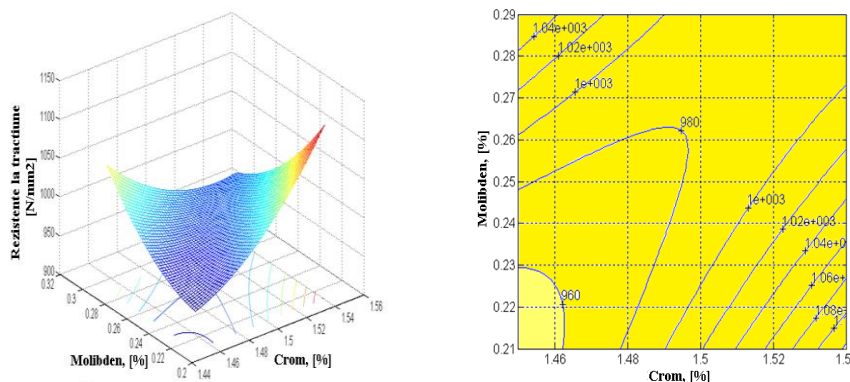 Rezistenta la tractiune
[N/mm2]
1150
1100
1050
1000
950
900
0.32
0.3
0.28
0.26
0.24
0.22
0.2
1.44
1.46
1.48
1.5
1.52
1.54
1.56
Molibden, [%]
Crom, [%]
Molibden, [%]
0.29
0.28
0.27
0.26
0.25
0.24
0.23
0.22
0.21
1.04e+003
1.02e+003
1e+003
980
1e+003
1.02e+003
1.04e+0
1.06e+
1.08e+
960
1.46
1.48
1.5
1.52
Crom, [%]